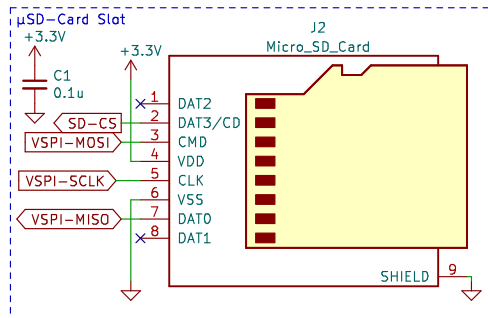 µSD-Card Slot
+3.3V
+3.3V
C1
0.1u
J2
Micro_SD_Card
1 DAT2
SD-CS 2 DAT3/CD
VSPI-MOSI 3 CMD
4 VDD
VSPI-SCLK 5 CLK
6 VSS
VSPI-MISO 7 DAT0
8 DAT1
SHIELD 9